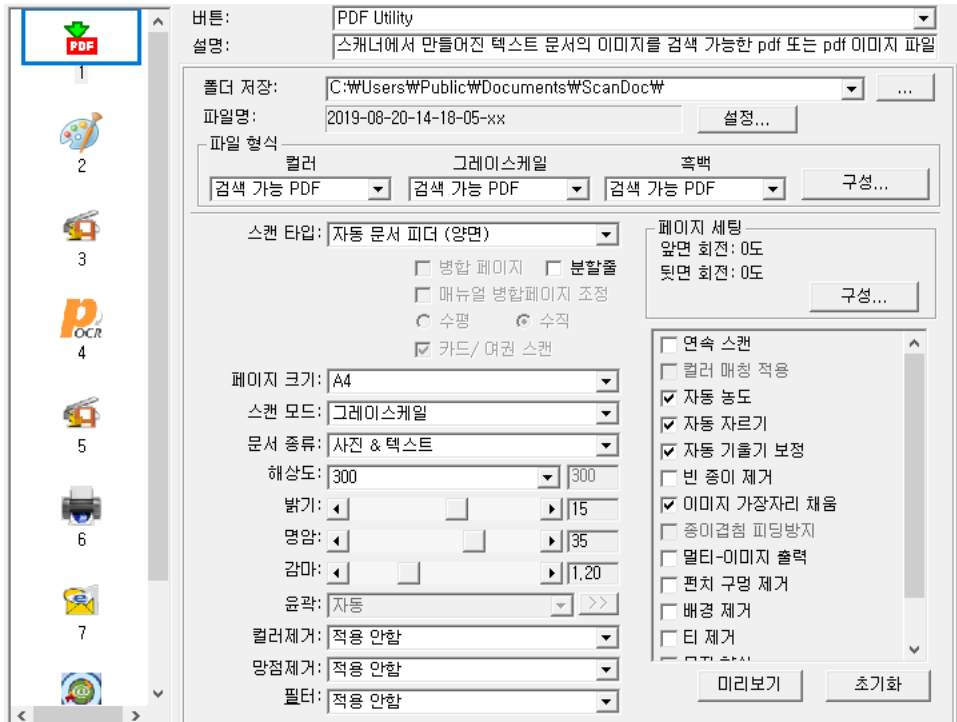 버튼: PDF Utility
설명: 스캐너에서 만들어진 텍스트 문서의 이미지를 검색 가능한 pdf 또는 pdf 이미지 파일
PDF
1
2
3
OCR
4
5
6
7
폴더 저장: C:₩Users₩Public₩Documents₩ScanDoc₩ ...
파일명: 2019-08-20-14-18-05-xx 설정...
파일 형식
컬러 그레이스케일 흑백
검색 가능 PDF 검색 가능 PDF 검색 가능 PDF 구성...
스캔 타입: 자동 문서 피더 (양면)
병합 페이지 분할줄
매뉴얼 병합페이지 조정
수평 수직
카드/ 여권 스캔
페이지 크기: A4
스캔 모드: 그레이스케일
문서 종류: 사진 & 텍스트
해상도: 300 300
밝기: 15
명암: 35
감마: 1,20
윤곽: 자동 >>
컬러제거: 적용 안함
망점제거: 적용 안함
필터: 적용 안함
페이지 세팅
앞면 회전: 0도
뒷면 회전: 0도
구성...
연속 스캔
컬러 매칭 적용
자동 농도
자동 자르기
자동 기울기 보정
빈 종이 제거
이미지 가장자리 채움
종이겹침 피딩방지
멀티-이미지 출력
펀치 구멍 제거
배경 제거
티 제거
미리보기 초기화